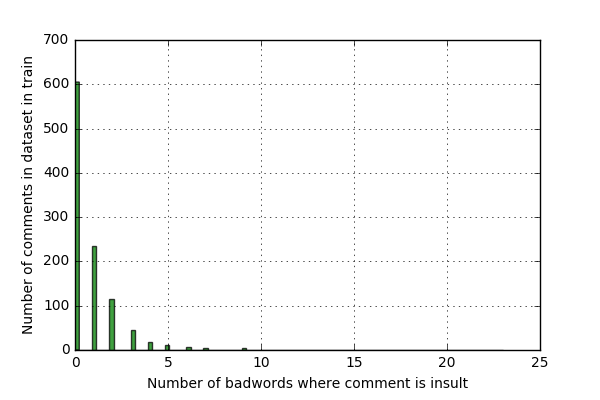 700
600
500
400
300
200
100
0
0 5 10 15 20 25
Number of comments in dataset in train
Number of badwords where comment is insult